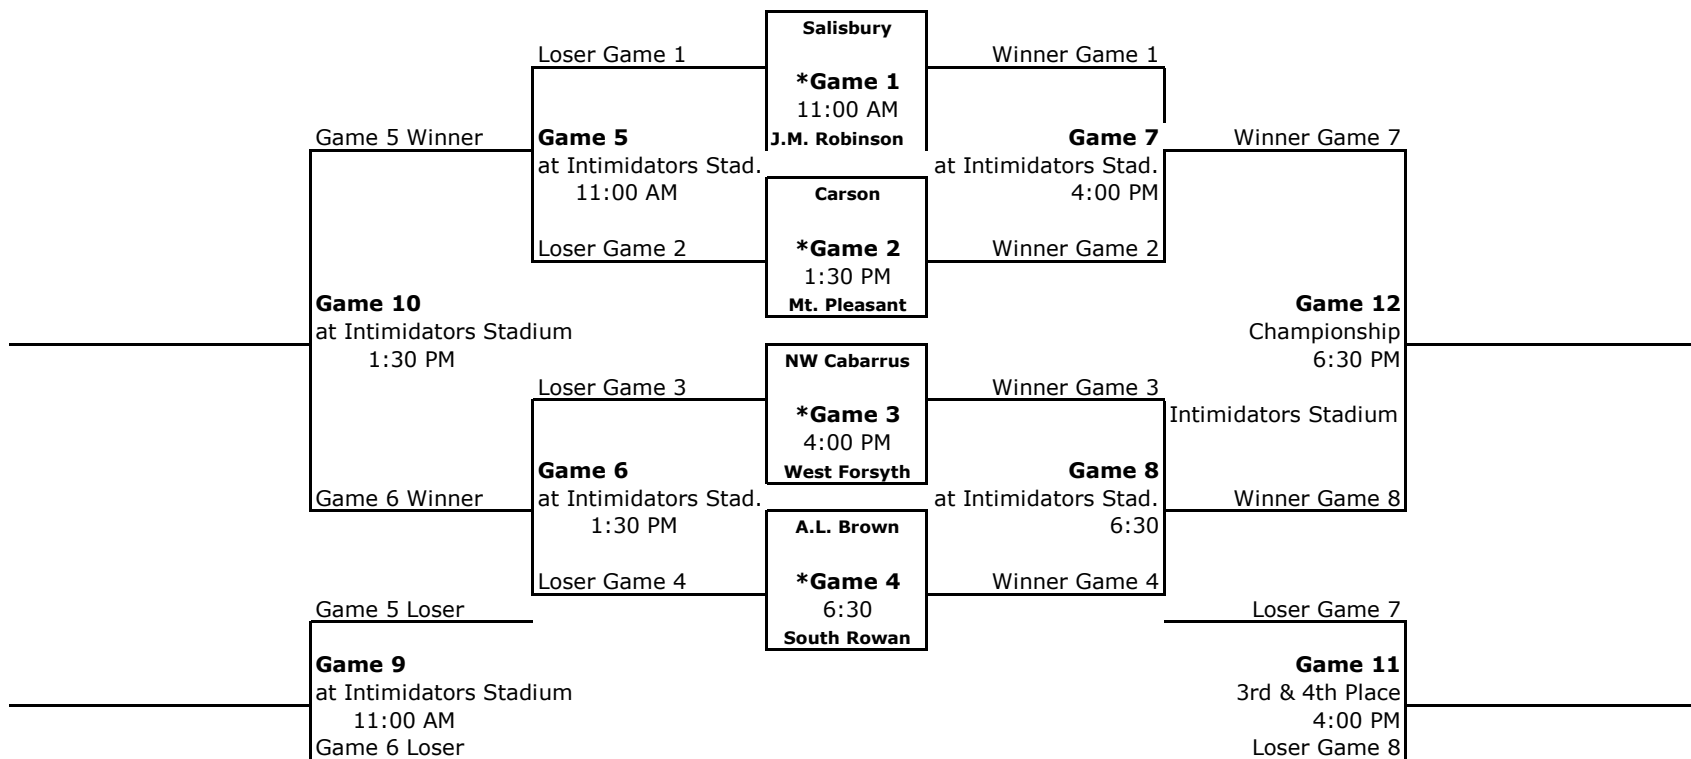 Salisbury
Loser Game 1
Winner Game 1
*Game 1
11:00 AM
Game 5 Winner
Game 5
J.M. Robinson
Game 7
Winner Game 7
at Intimidators Stad.
at Intimidators Stad.
11:00 AM
Carson
4:00 PM
Loser Game 2
*Game 2
Winner Game 2
1:30 PM
Game 10
Mt. Pleasant
Game 12
at Intimidators Stadium
Championship
1:30 PM
NW Cabarrus
6:30 PM
Loser Game 3
Winner Game 3
*Game 3
Intimidators Stadium
4:00 PM
Game 6
West Forsyth
Game 8
Game 6 Winner
at Intimidators Stad.
at Intimidators Stad.
Winner Game 8
1:30 PM
A.L. Brown
6:30
Loser Game 4
*Game 4
Winner Game 4
Game 5 Loser
6:30
Loser Game 7
South Rowan
Game 9
Game 11
at Intimidators Stadium
3rd & 4th Place
11:00 AM
4:00 PM
Game 6 Loser
Loser Game 8